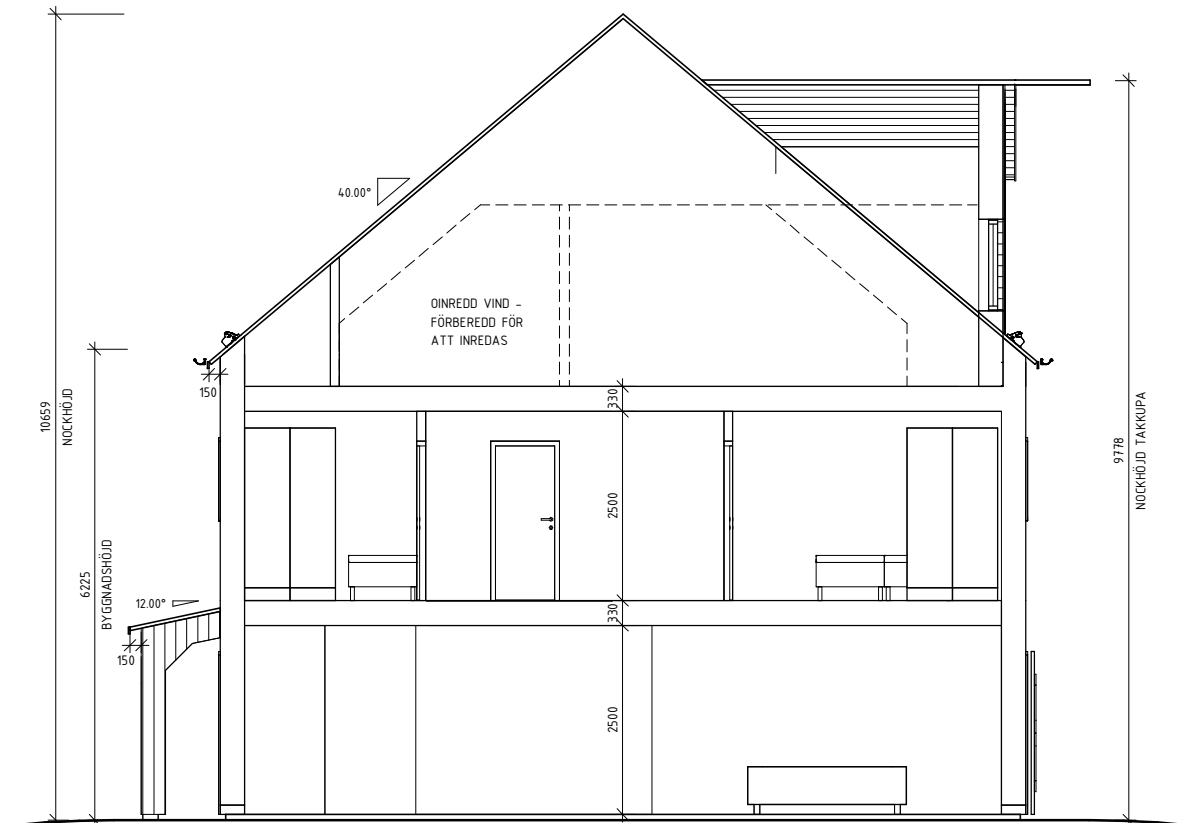 40.00°
OINREDD VIND -
FÖRBEREDD FÖR
ATT INREDAS
150
330
10659
NOCKHÖJD
9778
NOCKHÖJD TAKKUPA
2500
6225
BYGGNADSHÖJD
12.00°
330
150
2500